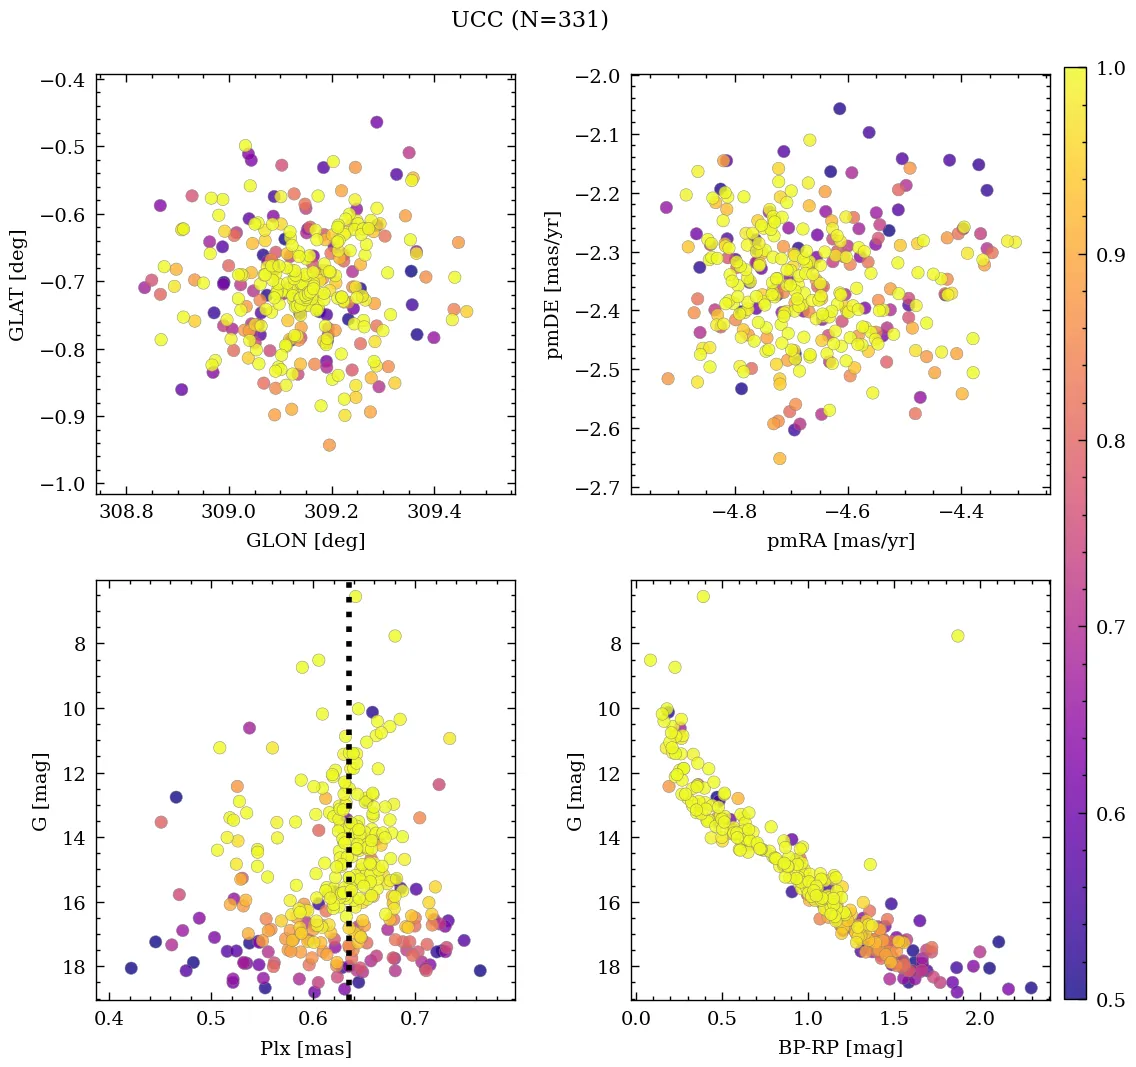 UCC (N=331)
−0.4
−0.5
−0.6
−0.7
−0.8
−0.9
−1.0
GLAT [deg]
308.8 309.0 309.2 309.4
GLON [deg]
−2.0
−2.1
−2.2
−2.3
−2.4
−2.5
−2.6
−2.7
pmDE [mas/yr]
−4.8 −4.6 −4.4
pmRA [mas/yr]
8
10
12
14
16
18
G [mag]
0.4 0.5 0.6 0.7
Plx [mas]
8
10
12
14
16
18
G [mag]
0.0 0.5 1.0 1.5 2.0
BP-RP [mag]
1.0
0.9
0.8
0.7
0.6
0.5